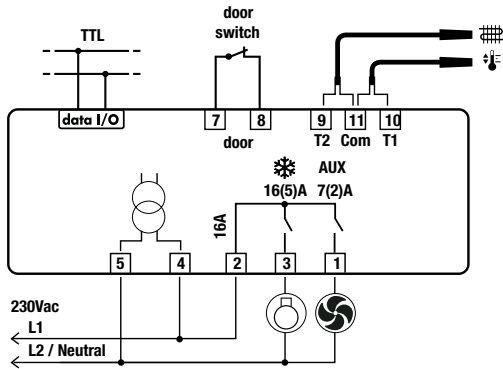 TTL
door
switch
data I/O
7
8
9
11
10
door
T2
Com
T1
AUX
16(5)A
7(2)A
16A
5
4
2
3
1
230Vac
L1
L2 / Neutral